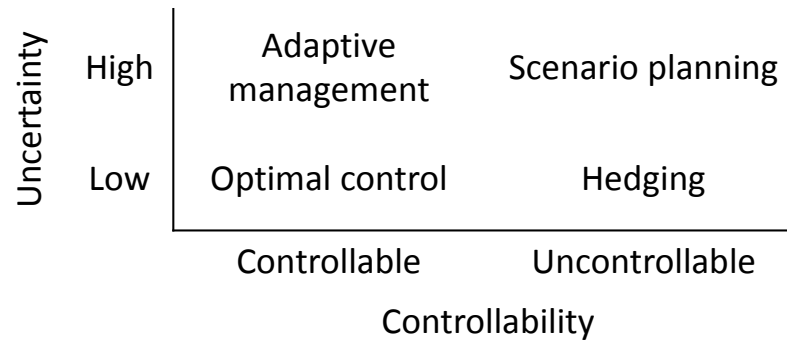 Uncertainty
High
Adaptive
management
Scenario planning
Low
Optimal control
Hedging
Controllable
Uncontrollable
Controllability